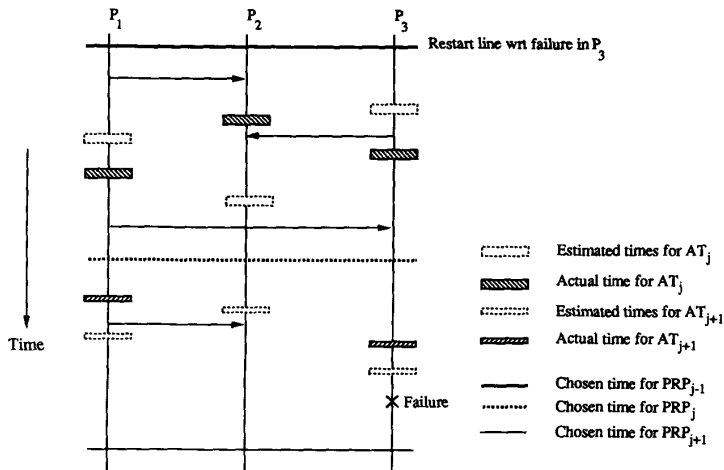 P1
P2
P3
Restart line wrt failure in P3
Time
Failure
Estimated times for ATj
Actual time for ATj
Estimated times for ATj+1
Actual time for ATj+1
Chosen time for PRPj-1
Chosen time for PRPj
Chosen time for PRPj+1